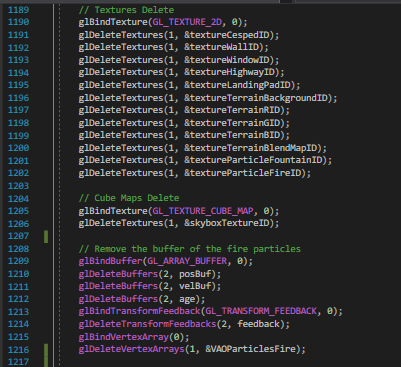 1189 // Textures Delete
1190 glBindTexture(GL_TEXTURE_2D, 0);
1191 glDeleteTextures(1, &textureCespedID);
1192 glDeleteTextures(1, &textureWallID);
1193 glDeleteTextures(1, &textureWindowID);
1194 glDeleteTextures(1, &textureHighwayID);
1195 glDeleteTextures(1, &textureLandingPadID);
1196 glDeleteTextures(1, &textureTerrainBackgroundID);
1197 glDeleteTextures(1, &textureTerrainRID);
1198 glDeleteTextures(1, &textureTerrainGID);
1199 glDeleteTextures(1, &textureTerrainBID);
1200 glDeleteTextures(1, &textureTerrainBlendMapID);
1201 glDeleteTextures(1, &textureParticleFountainID);
1202 glDeleteTextures(1, &textureParticleFireID);
1203
1204 // Cube Maps Delete
1205 glBindTexture(GL_TEXTURE_CUBE_MAP, 0);
1206 glDeleteTextures(1, &skyboxTextureID);
1207
1208 // Remove the buffer of the fire particles
1209 glBindBuffer(GL_ARRAY_BUFFER, 0);
1210 glDeleteBuffers(2, posBuf);
1211 glDeleteBuffers(2, velBuf);
1212 glDeleteBuffers(2, age);
1213 glBindTransformFeedback(GL_TRANSFORM_FEEDBACK, 0);
1214 glDeleteTransformFeedbacks(2, feedback);
1215 glBindVertexArray(0);
1216 glDeleteVertexArrays(1, &VAOParticlesFire);
1217